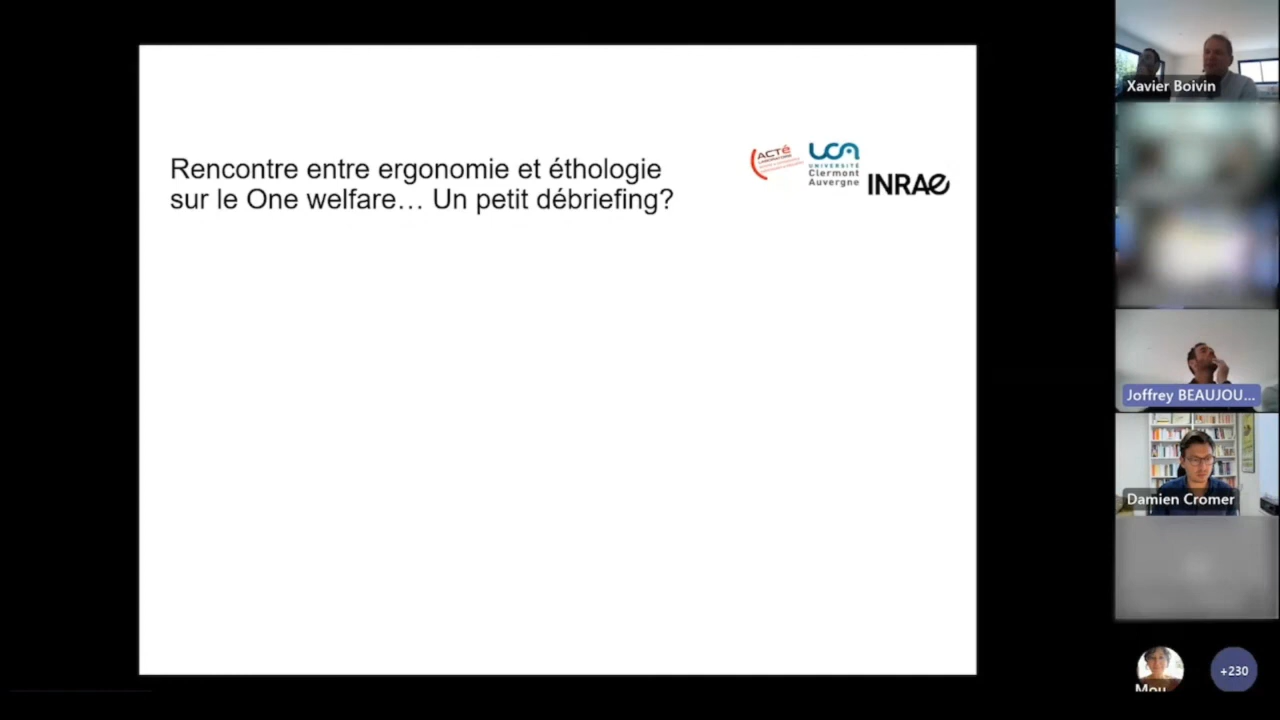 Rencontre entre ergonomie et éthologie
sur le One welfare… Un petit débriefing?
ACTé
LABORATOIRE
UCA
UNIVERSITÉ
Clermont
Auvergne
INRAE
Xavier Boivin
Joffrey BEAUJOU...
Damien Cromer
+230